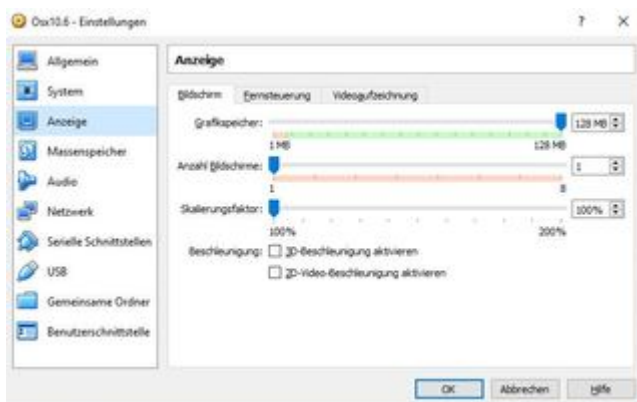 Osx10.6 - Einstellungen
Allgemein
System
Anzeige
Massenspeicher
Audio
Netzwerk
Serielle Schnittstellen
USB
Gemeinsame Ordner
Benutzerschnittstelle
Anzeige
Bildschirm Fernsteuerung Videoaufzeichnung
Grafikspeicher: 128 MB
1 MB 128 MB
Anzahl Bildschirme: 1
1 8
Skalierungsfaktor: 100%
100% 200%
Beschleunigung: 3D-Beschleunigung aktivieren
2D-Video-Beschleunigung aktivieren
OK Abbrechen Hilfe